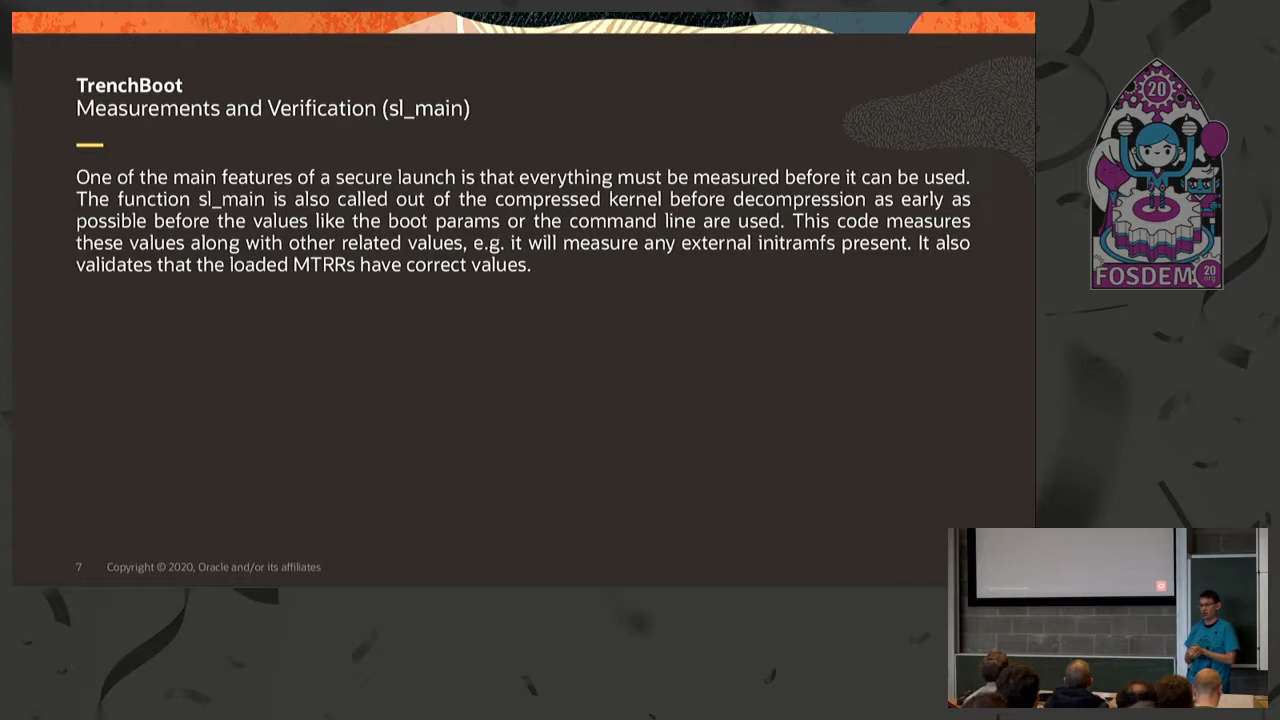 TrenchBoot
Measurements and Verification (sl_main)
One of the main features of a secure launch is that everything must be measured before it can be used.
The function sl_main is also called out of the compressed kernel before decompression as early as
possible before the values like the boot params or the command line are used. This code measures
these values along with other related values, e.g. it will measure any external initramfs present. It also
validates that the loaded MTRRs have correct values.
7 Copyright © 2020, Oracle and/or its affiliates
20
FOSDEM
20
.org